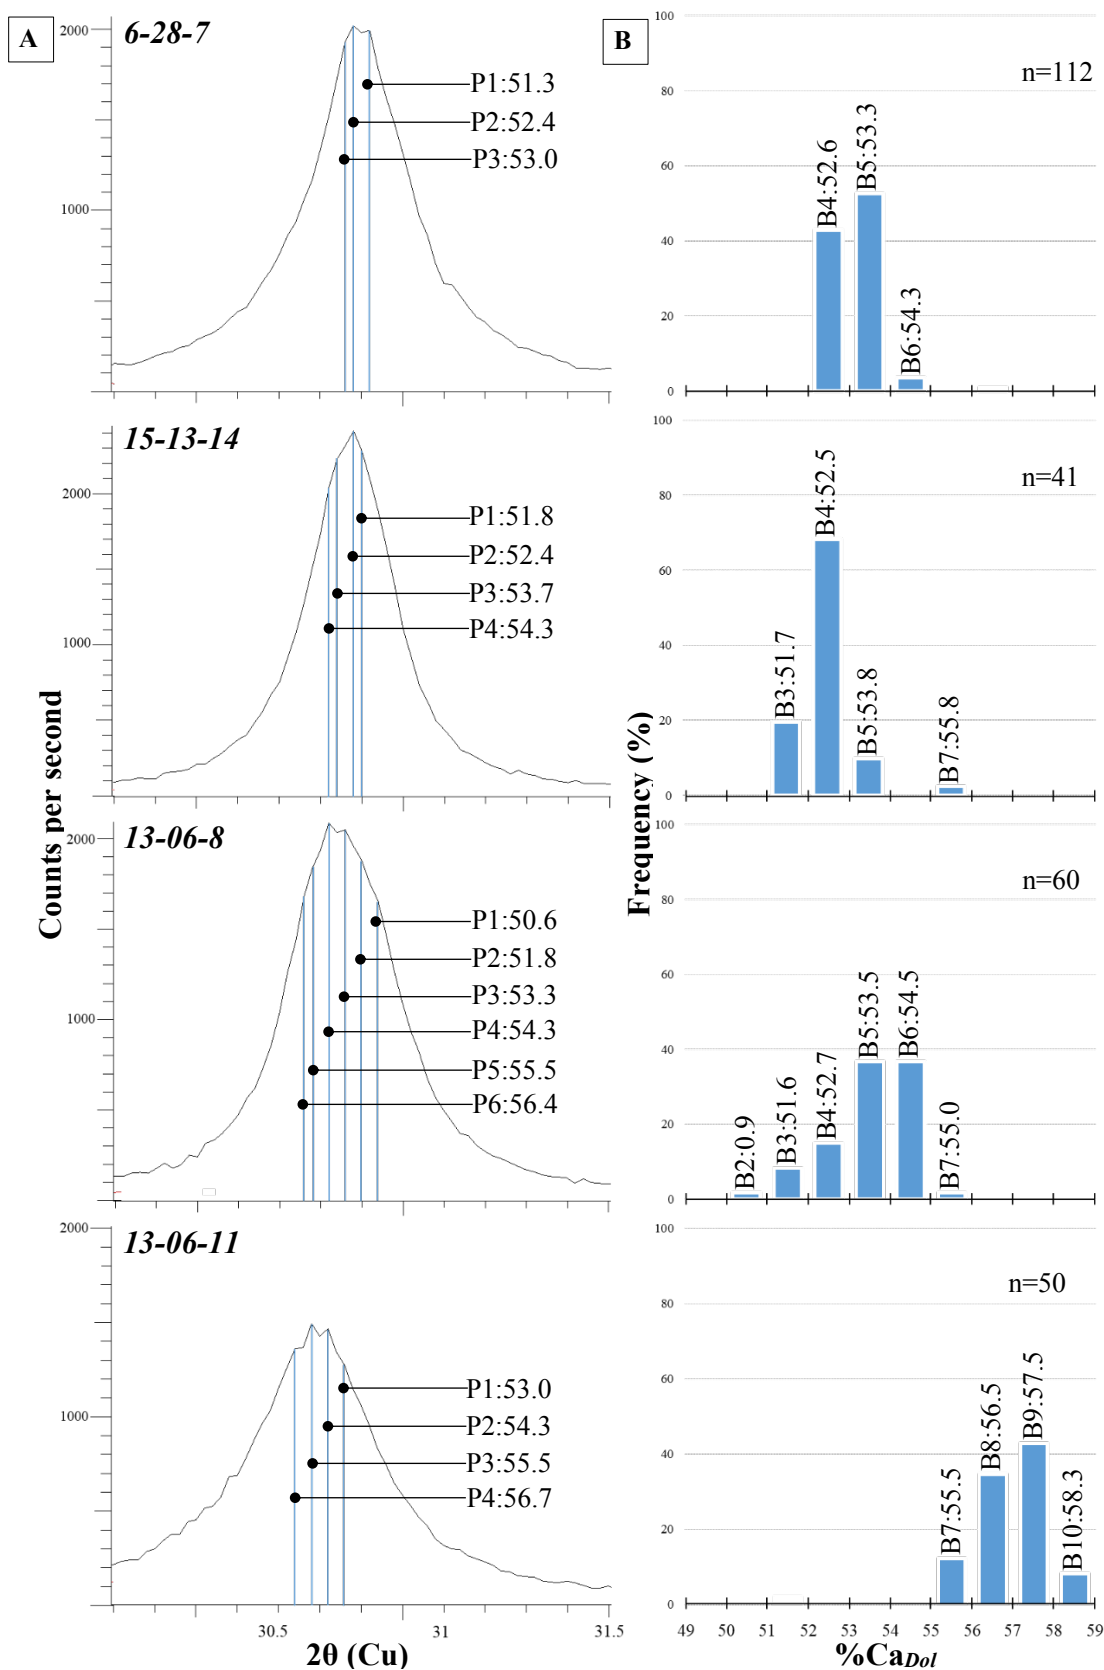 A
6-28-7
2000
1000
P1:51.3
P2:52.4
P3:53.0
B
100
80
60
40
20
0
n=112
B4:52.6
B5:53.3
B6:54.3
15-13-14
2000
1000
P1:51.8
P2:52.4
P3:53.7
P4:54.3
100
80
60
40
20
0
n=41
B3:51.7
B4:52.5
B5:53.8
B7:55.8
Counts per second
Frequency (%)
13-06-8
2000
1000
P1:50.6
P2:51.8
P3:53.3
P4:54.3
P5:55.5
P6:56.4
100
80
60
40
20
0
n=60
B2:0.9
B3:51.6
B4:52.7
B5:53.5
B6:54.5
B7:55.0
13-06-11
2000
1000
P1:53.0
P2:54.3
P3:55.5
P4:56.7
30.5 31 31.5
2θ (Cu)
100
80
60
40
20
0
n=50
B7:55.5
B8:56.5
B9:57.5
B10:58.3
49 50 51 52 53 54 55 56 57 58 59
%CaDol